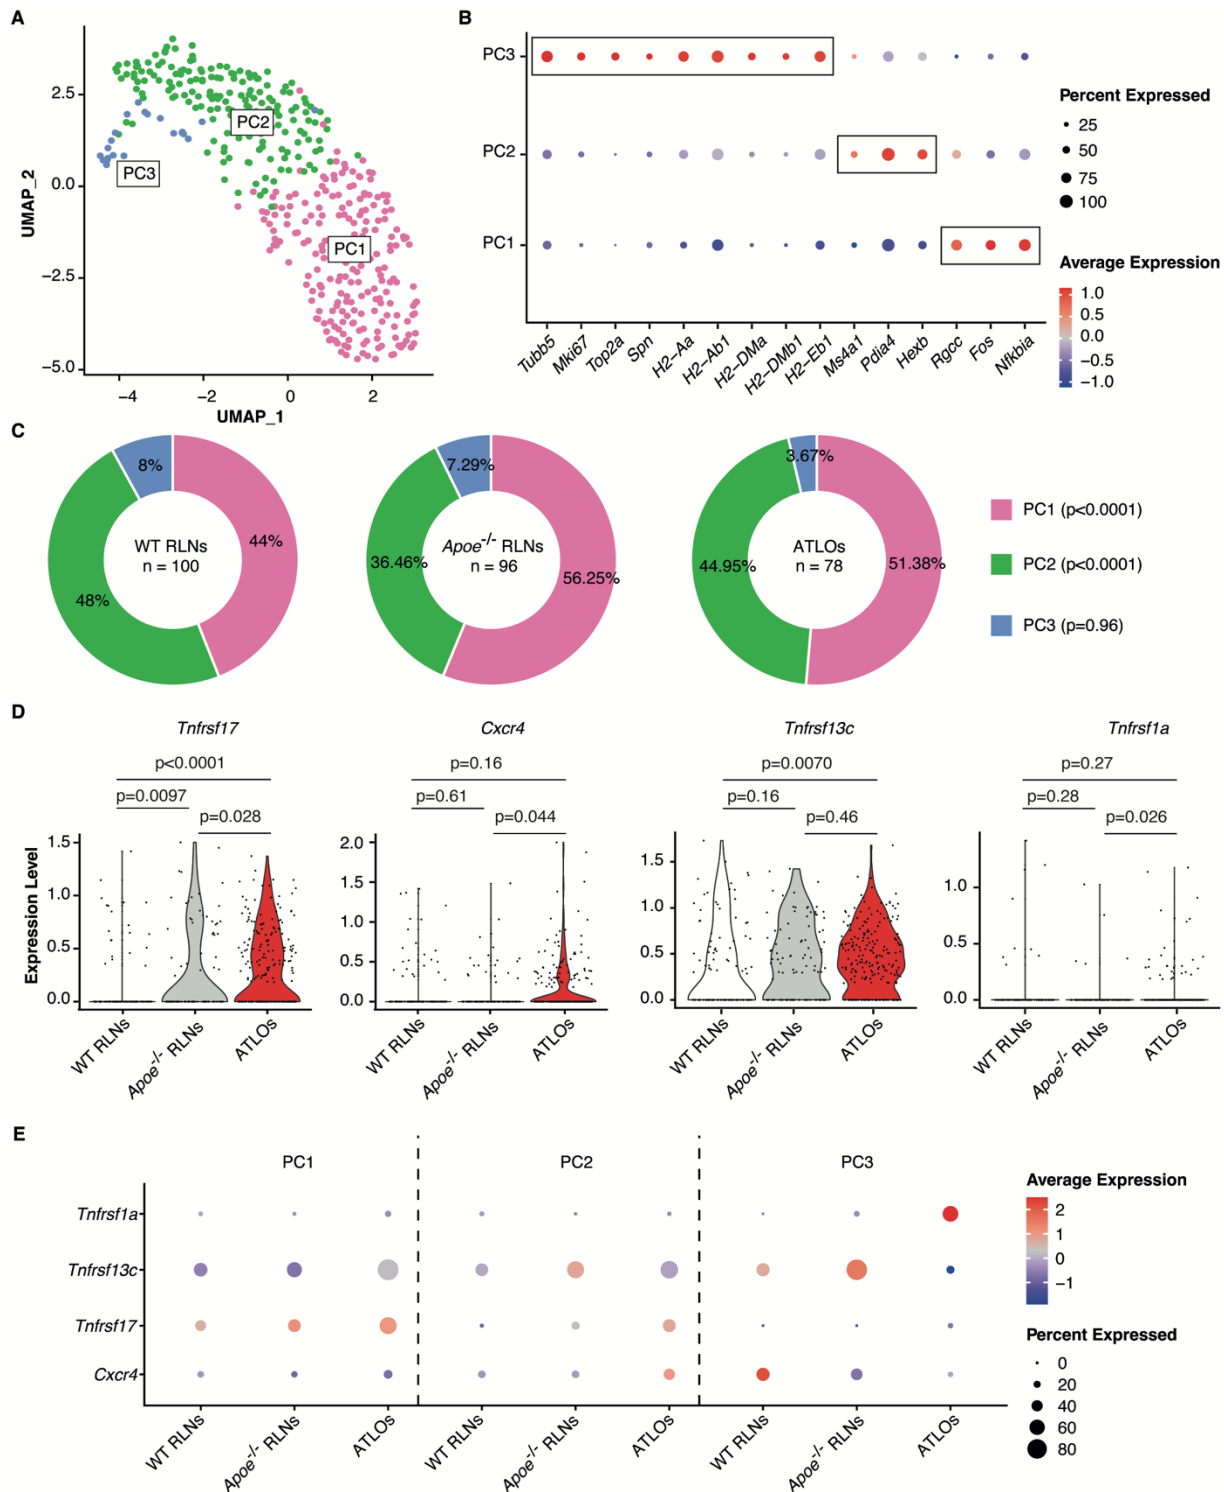 A
UMAP_2
2.5
0.0
−2.5
−5.0
PC2
PC3
PC1
−4
−2
0
2
UMAP_1
B
PC3
PC2
PC1
Tubb5
Mki67
Top2a
Spn
H2−Aa
H2−Ab1
H2−DMa
H2−DMb1
H2−Eb1
Ms4a1
Pdia4
Hexb
Rgcc
Fos
Nfkbia
Percent Expressed
25
50
75
100
Average Expression
1.0
0.5
0.0
−0.5
−1.0
C
8%
44%
48%
WT RLNs
n = 100
7.29%
36.46%
56.25%
Apoe-/- RLNs
n = 96
3.67%
44.95%
51.38%
ATLOs
n = 78
PC1 (p<0.0001)
PC2 (p<0.0001)
PC3 (p=0.96)
D
Expression Level
Tnfrsf17
p<0.0001
p=0.0097
p=0.028
1.5
1.0
0.5
0.0
WT RLNs
Apoe-/- RLNs
ATLOs
Cxcr4
p=0.16
p=0.61
p=0.044
2.0
1.5
1.0
0.5
0.0
WT RLNs
Apoe-/- RLNs
ATLOs
Tnfrsf13c
p=0.0070
p=0.16
p=0.46
1.5
1.0
0.5
0.0
WT RLNs
Apoe-/- RLNs
ATLOs
Tnfrsf1a
p=0.27
p=0.28
p=0.026
1.0
0.5
0.0
WT RLNs
Apoe-/- RLNs
ATLOs
E
PC1
PC2
PC3
Tnfrsf1a
Tnfrsf13c
Tnfrsf17
Cxcr4
WT RLNs
Apoe-/- RLNs
ATLOs
WT RLNs
Apoe-/- RLNs
ATLOs
WT RLNs
Apoe-/- RLNs
ATLOs
Average Expression
2
1
0
−1
Percent Expressed
0
20
40
60
80